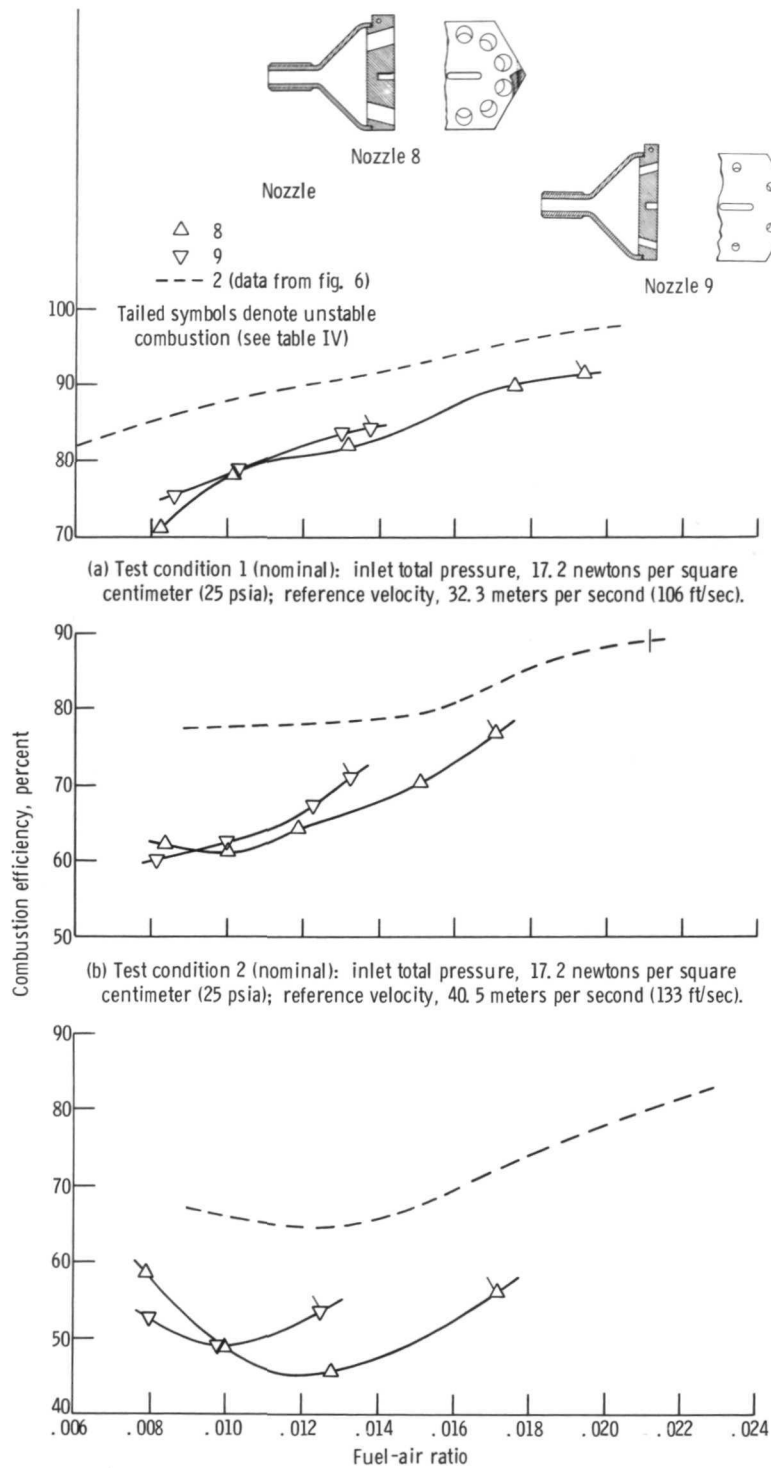 Nozzle 8
Nozzle
Nozzle 9
8
9
2 (data from fig. 6)
Tailed symbols denote unstable
combustion (see table IV)
100
90
80
70
(a) Test condition 1 (nominal): inlet total pressure, 17.2 newtons per square
centimeter (25 psia); reference velocity, 32.3 meters per second (106 ft/sec).
Combustion efficiency, percent
90
80
70
60
50
(b) Test condition 2 (nominal): inlet total pressure, 17.2 newtons per square
centimeter (25 psia); reference velocity, 40.5 meters per second (133 ft/sec).
90
80
70
60
50
40
.006 .008 .010 .012 .014 .016 .018 .020 .022 .024
Fuel-air ratio